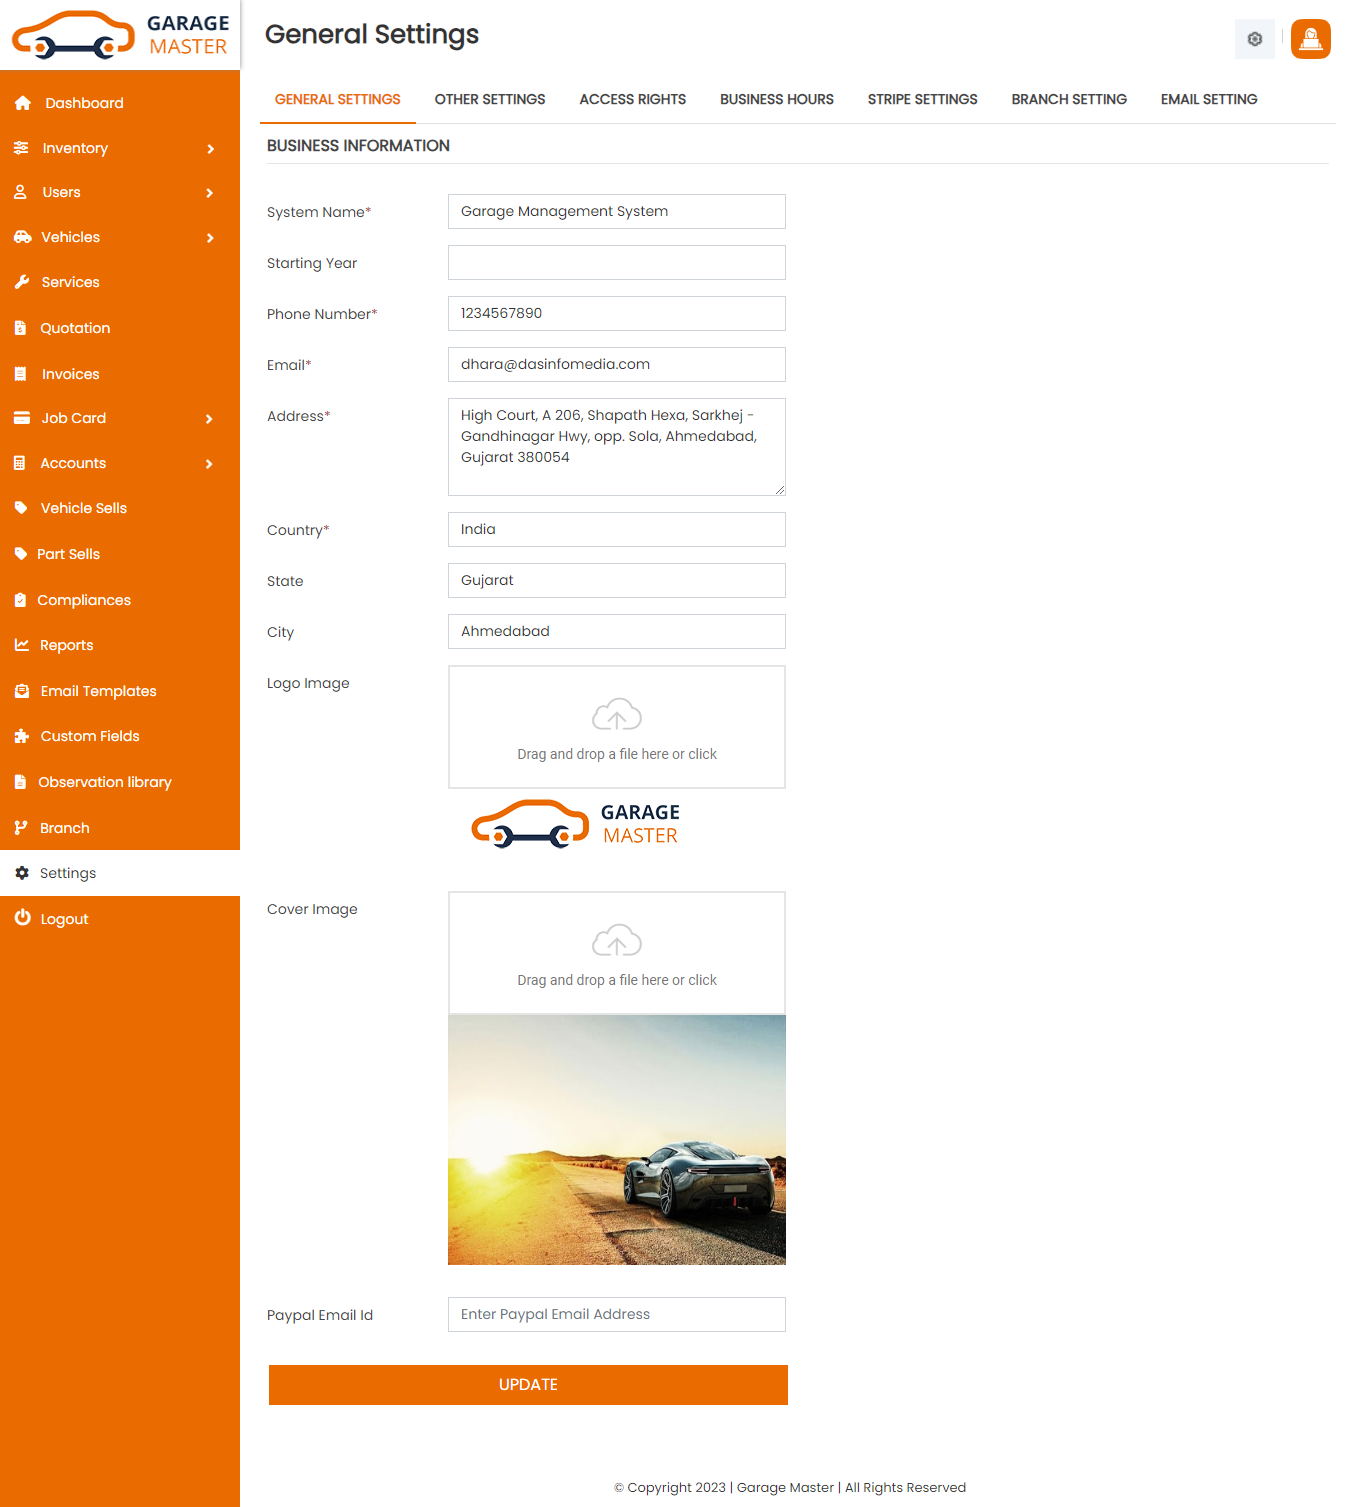 GARAGE
MASTER
General Settings
Dashboard
Inventory
Users
Vehicles
Services
Quotation
Invoices
Job Card
Accounts
Vehicle Sells
Part Sells
Compliances
Reports
Email Templates
Custom Fields
Observation library
Branch
Settings
Logout
GENERAL SETTINGS
OTHER SETTINGS
ACCESS RIGHTS
BUSINESS HOURS
STRIPE SETTINGS
BRANCH SETTING
EMAIL SETTING
BUSINESS INFORMATION
System Name*
Garage Management System
Starting Year
Phone Number*
1234567890
Email*
dhara@dasinfomedia.com
Address*
High Court, A 206, Shapath Hexa, Sarkhej -
Gandhinagar Hwy, opp. Sola, Ahmedabad,
Gujarat 380054
Country*
India
State
Gujarat
City
Ahmedabad
Logo Image
Drag and drop a file here or click
GARAGE
MASTER
Cover Image
Drag and drop a file here or click
Paypal Email Id
Enter Paypal Email Address
UPDATE
© Copyright 2023 | Garage Master | All Rights Reserved